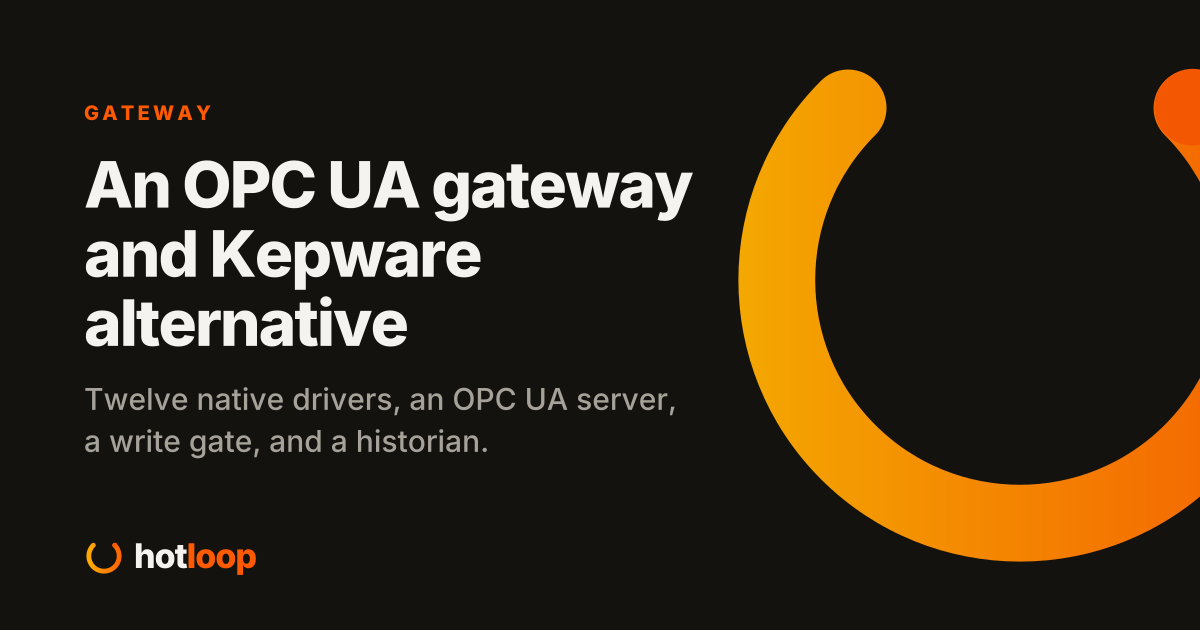 GATEWAY
An OPC UA gateway
and Kepware
alternative
Twelve native drivers, an OPC UA server,
a write gate, and a historian.
hotloop